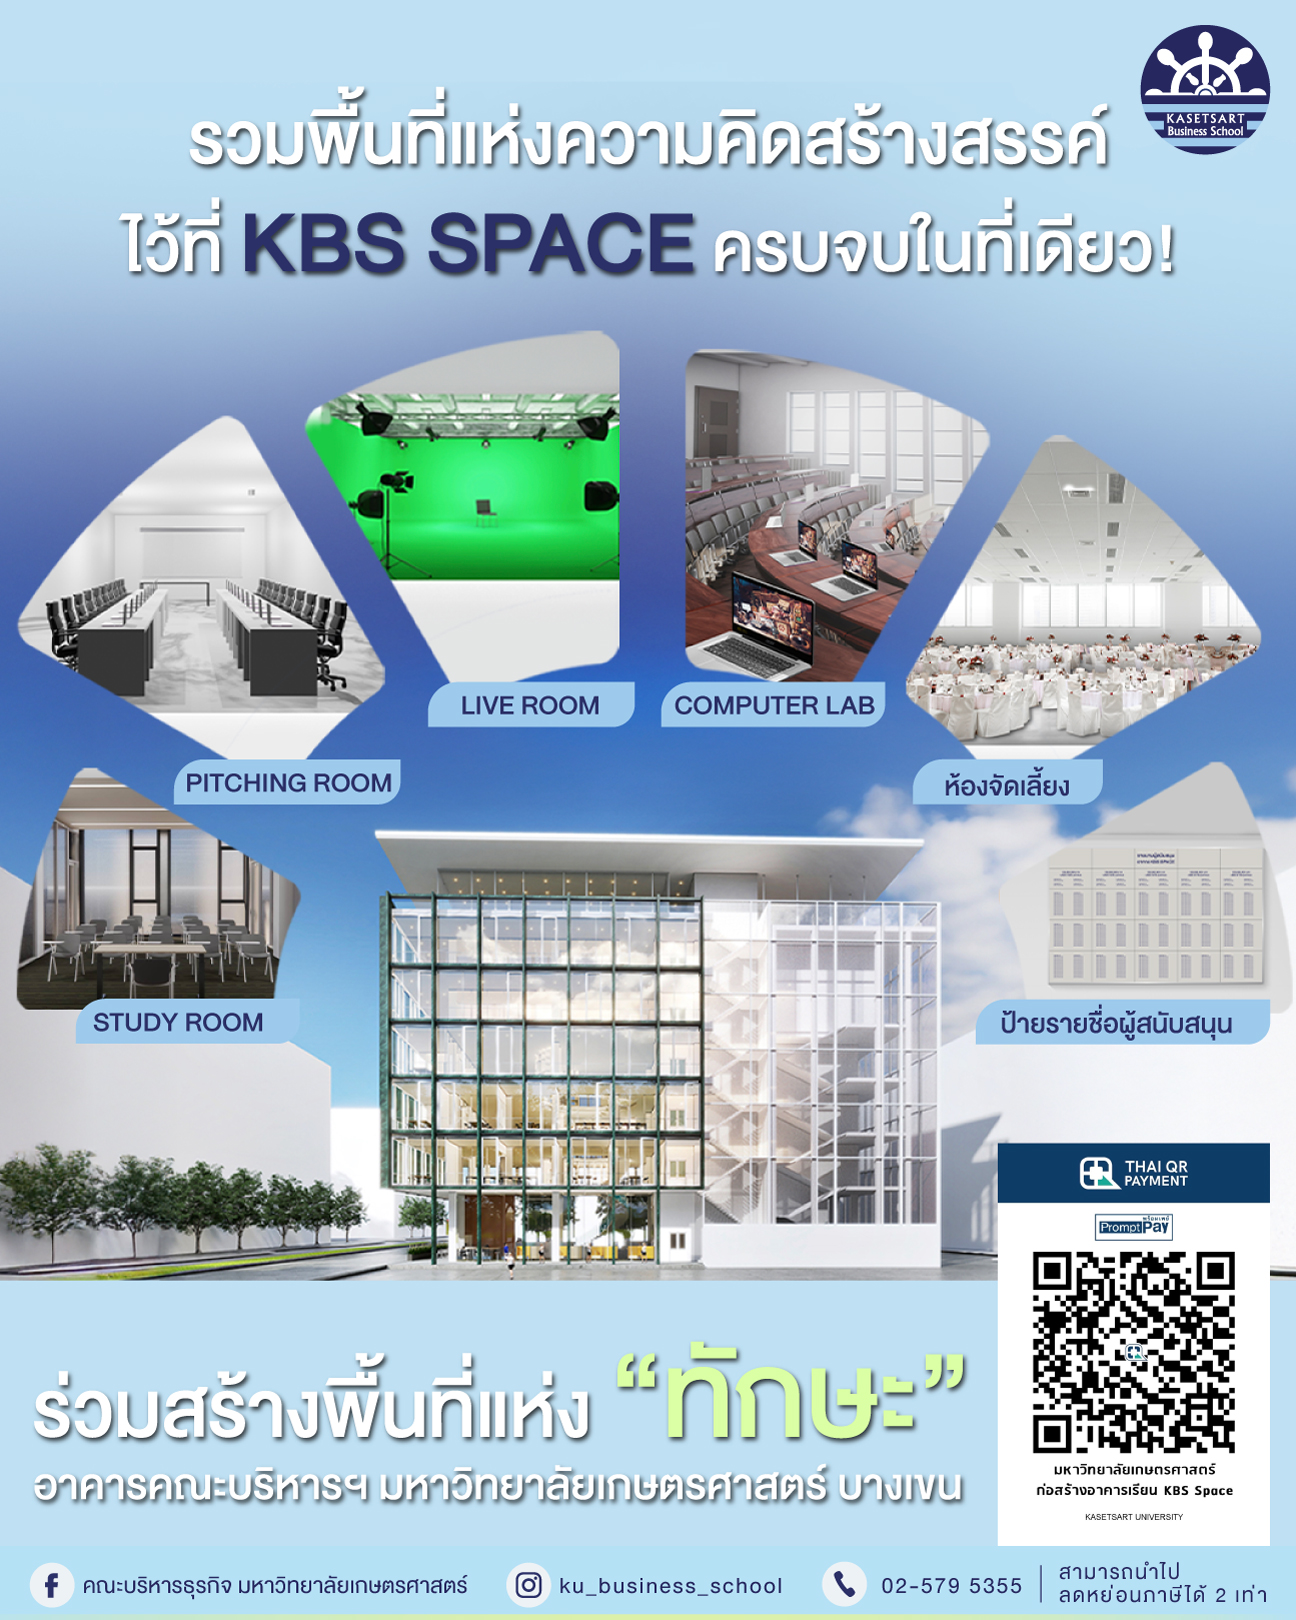 KASETSART
Business School
รวมพื้นที่แห่งความคิดสร้างสรรค์
ไว้ที่ KBS SPACE ครบจบในที่เดียว!
LIVE ROOM
COMPUTER LAB
PITCHING ROOM
ห้องจัดเลี้ยง
STUDY ROOM
ป้ายรายชื่อผู้สนับสนุน
THAI QR
PAYMENT
พร้อมเพย์
PromptPay
ร่วมสร้างพื้นที่แห่ง “ทักษะ”
อาคารคณะบริหารฯ มหาวิทยาลัยเกษตรศาสตร์ บางเขน
มหาวิทยาลัยเกษตรศาสตร์
ก่อสร้างอาคารเรียน KBS Space
KASETSART UNIVERSITY
คณะบริหารธุรกิจ มหาวิทยาลัยเกษตรศาสตร์
ku_business_school
02-579 5355
สามารถนำไป
ลดหย่อนภาษีได้ 2 เท่า